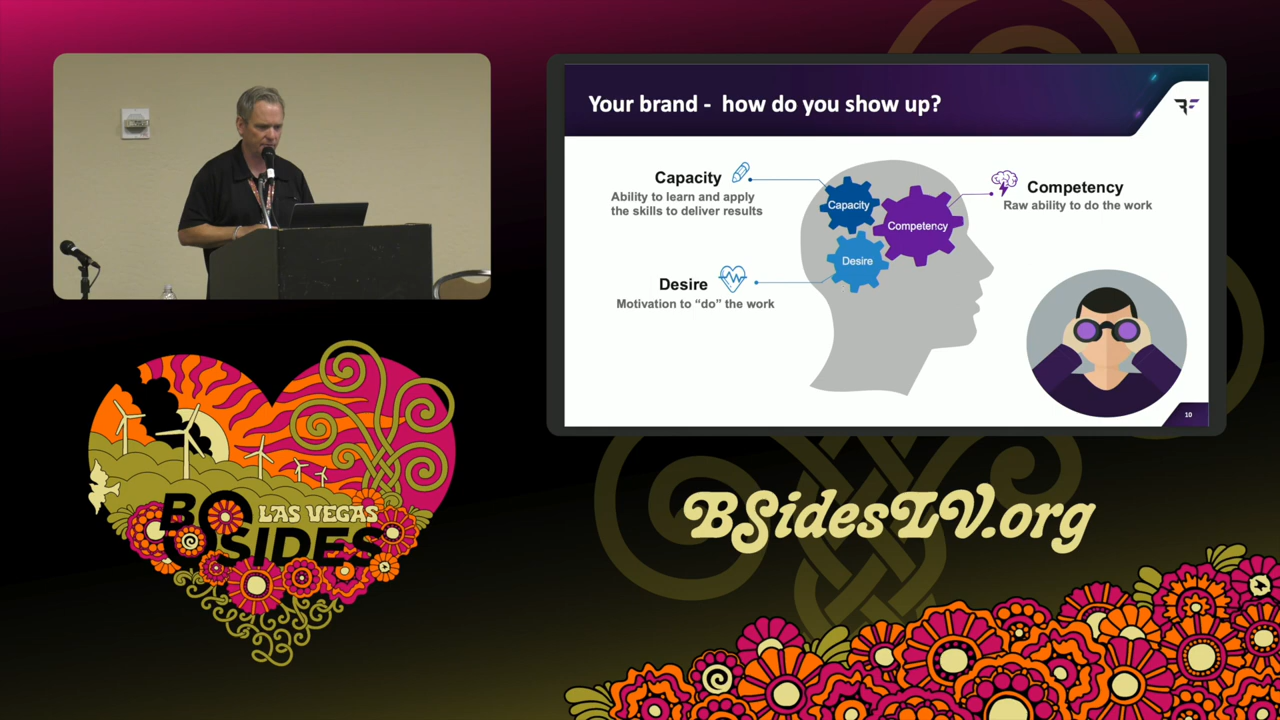 Your brand - how do you show up?
RF
Capacity
Ability to learn and apply
the skills to deliver results
Desire
Motivation to “do” the work
Capacity
Competency
Desire
Competency
Raw ability to do the work
10
BSIDES
LAS VEGAS
23
BSidesLV.org